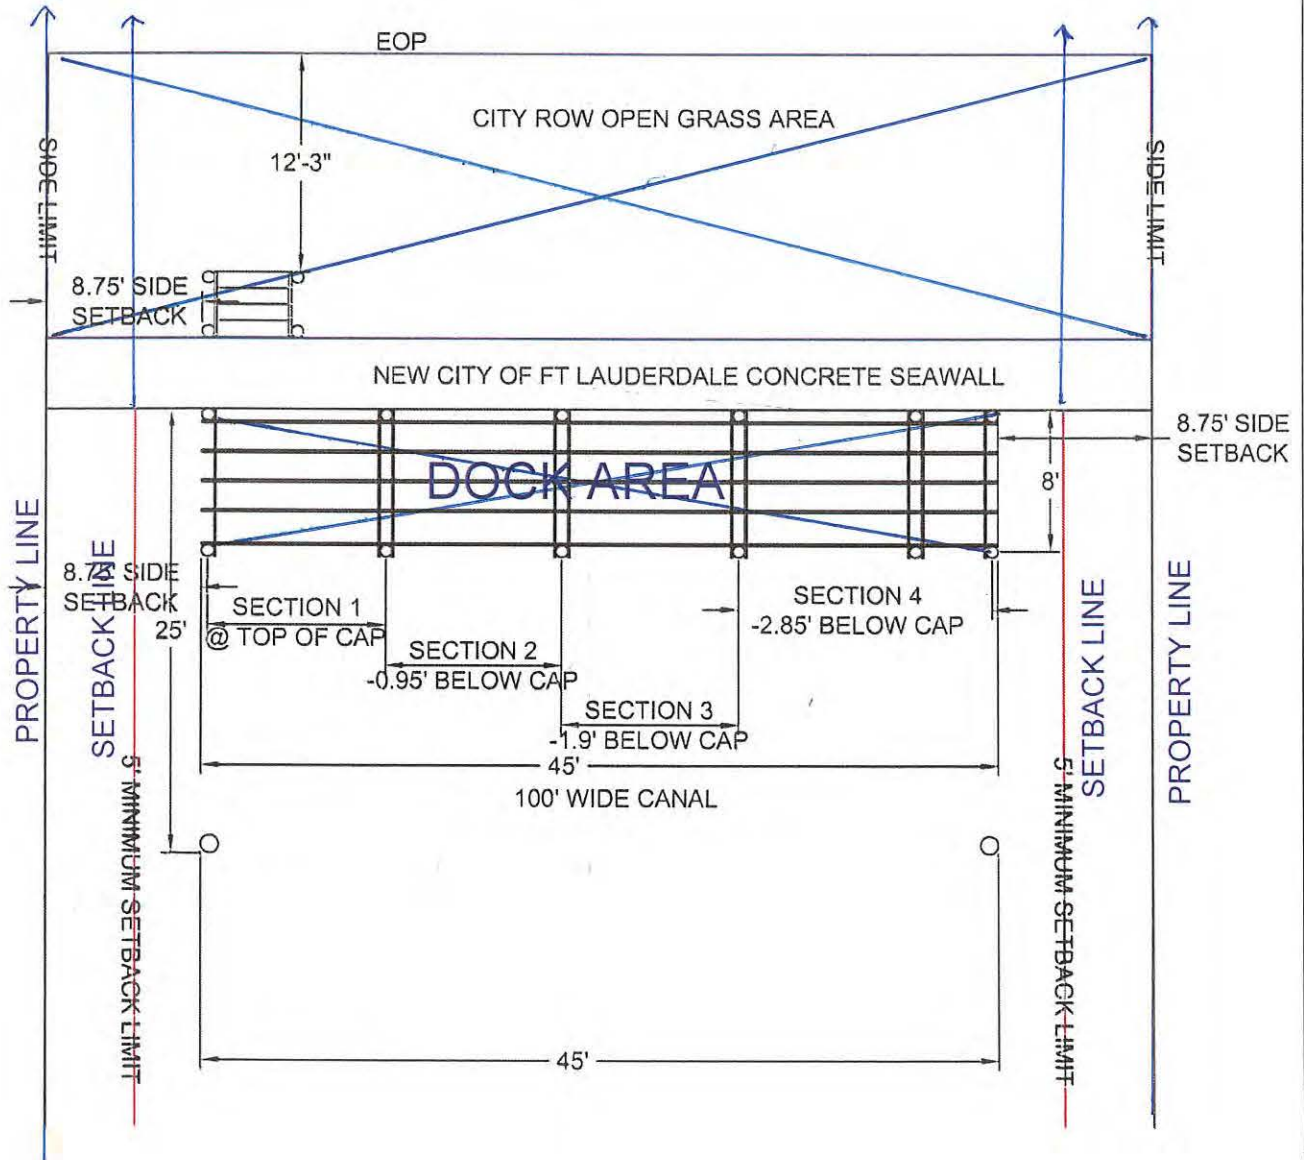 EOP
CITY ROW OPEN GRASS AREA
12'-3"
SIDE LIMIT
SIDE LIMIT
8.75' SIDE
SETBACK
NEW CITY OF FT LAUDERDALE CONCRETE SEAWALL
8.75' SIDE
SETBACK
DOCK AREA
8'
PROPERTY LINE
SETBACK LINE
8.75' SIDE
SETBACK
25'
SECTION 1
@ TOP OF CAP
SECTION 2
-0.95' BELOW CAP
SECTION 3
-1.9' BELOW CAP
SECTION 4
-2.85' BELOW CAP
SETBACK LINE
PROPERTY LINE
45'
100' WIDE CANAL
5' MINIMUM SETBACK LIMIT
5' MINIMUM SETBACK LIMIT
45'